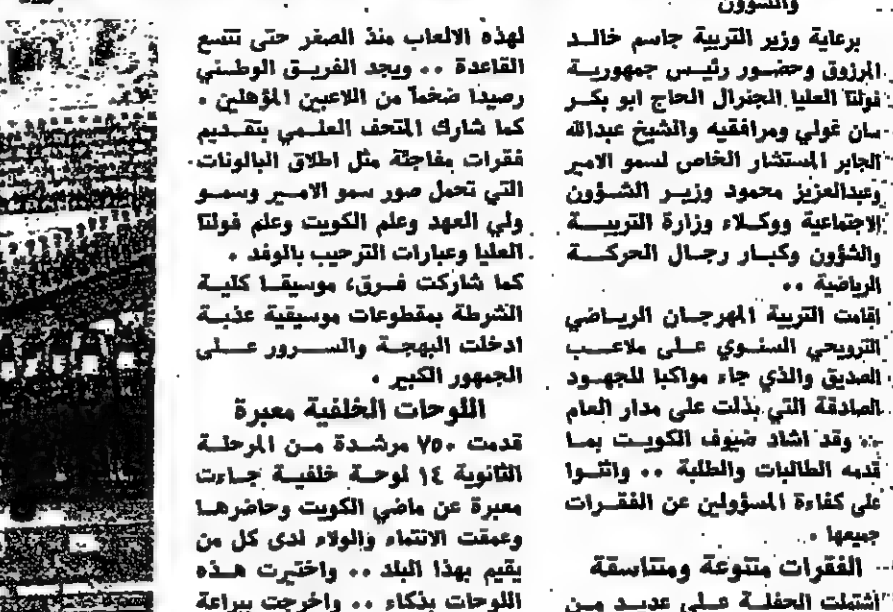 والشؤون
برعاية وزير التربية جاسم خالد
المرزوق وحضور رئيس جمهورية
فولتا العليا الجنرال الحاج ابو بكر
سان غولي ومرافقيه والشيخ عبدالله
الجابر المستشار الخاص لسمو الامير
وعبدالعزيز محمود وزير الشؤون
الاجتماعية ووكلاء وزارة التربية
والشؤون وكبار رجال الحركة
الرياضية ..
اقامت التربية المهرجان الرياضي
الترويحي السنوي على ملاعب
الصديق والذي جاء مواكبا للجهود
الصادقة التي بذلت على مدار العام
.. وقد اشاد ضيوف الكويت بما
قدمه الطالبات والطلبة .. واثنوا
على كفاءة المسؤولين عن الفقرات
جميعها .
الفقرات متنوعة ومتناسقة
اشتملت الحفلة على عديد من
لهذه الالعاب منذ الصغر حتى تتسع
القاعدة .. ويجد الفريق الوطني
رصيدا ضخماً من اللاعبين المؤهلين .
كما شارك المتحف العلمي بتقديم
فقرات مفاجئة مثل اطلاق البالونات
التي تحمل صور سمو الامير وسمو
ولي العهد وعلم الكويت وعلم فولتا
العليا وعبارات الترحيب بالوفد .
كما شاركت فرق، موسيقا كلية
الشرطة بمقطوعات موسيقية عذبة
ادخلت البهجة والسرور على
الجمهور الكبير .
اللوحات الخلفية معبرة
قدمت ٧٥٠ مرشدة من المرحلة
الثانوية ١٤ لوحة خلفية جاءت
معبرة عن ماضي الكويت وحاضرها
وعمقت الانتماء والولاء لدى كل من
يقيم بهذا البلد .. واختيرت هذه
اللوحات بذكاء .. واخرجت ببراعة